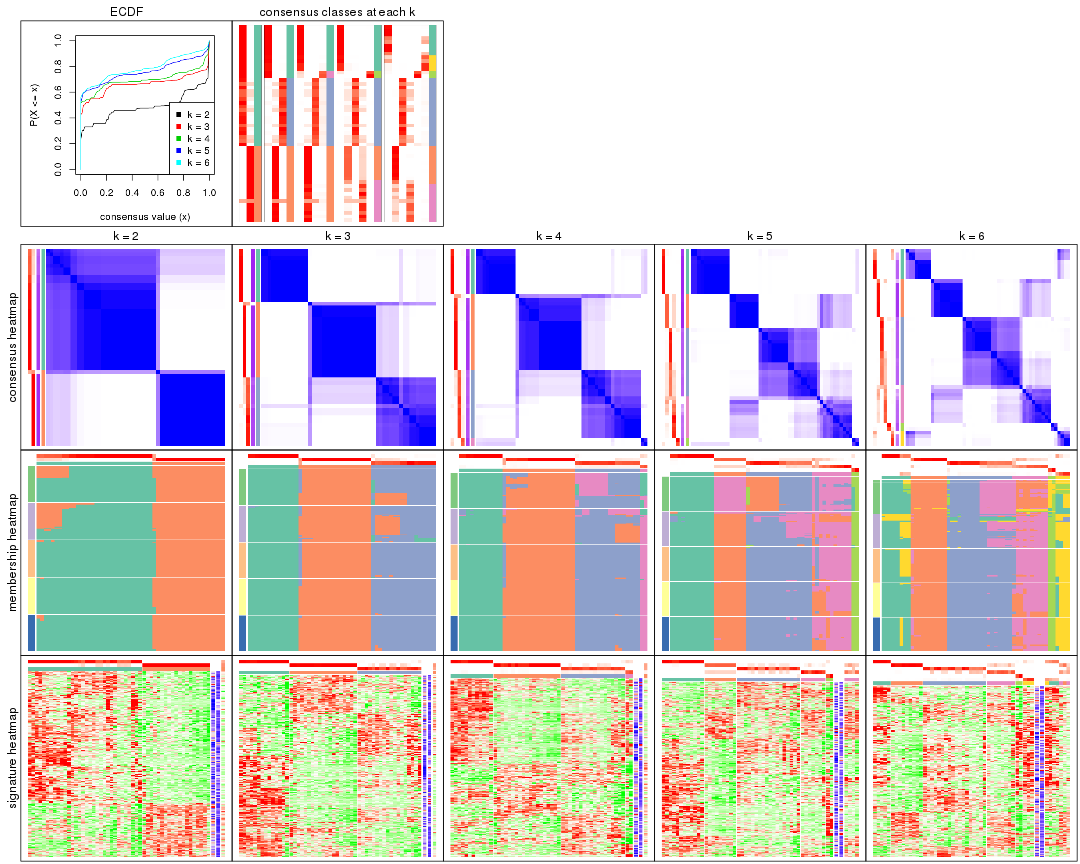 ECDF
consensus classes at each k
P(X <= x)
0.0 0.2 0.4 0.6 0.8 1.0
k = 2
k = 3
k = 4
k = 5
k = 6
0.0 0.2 0.4 0.6 0.8 1.0
consensus value (x)
k = 2
k = 3
k = 4
k = 5
k = 6
consensus heatmap
membership heatmap
signature heatmap